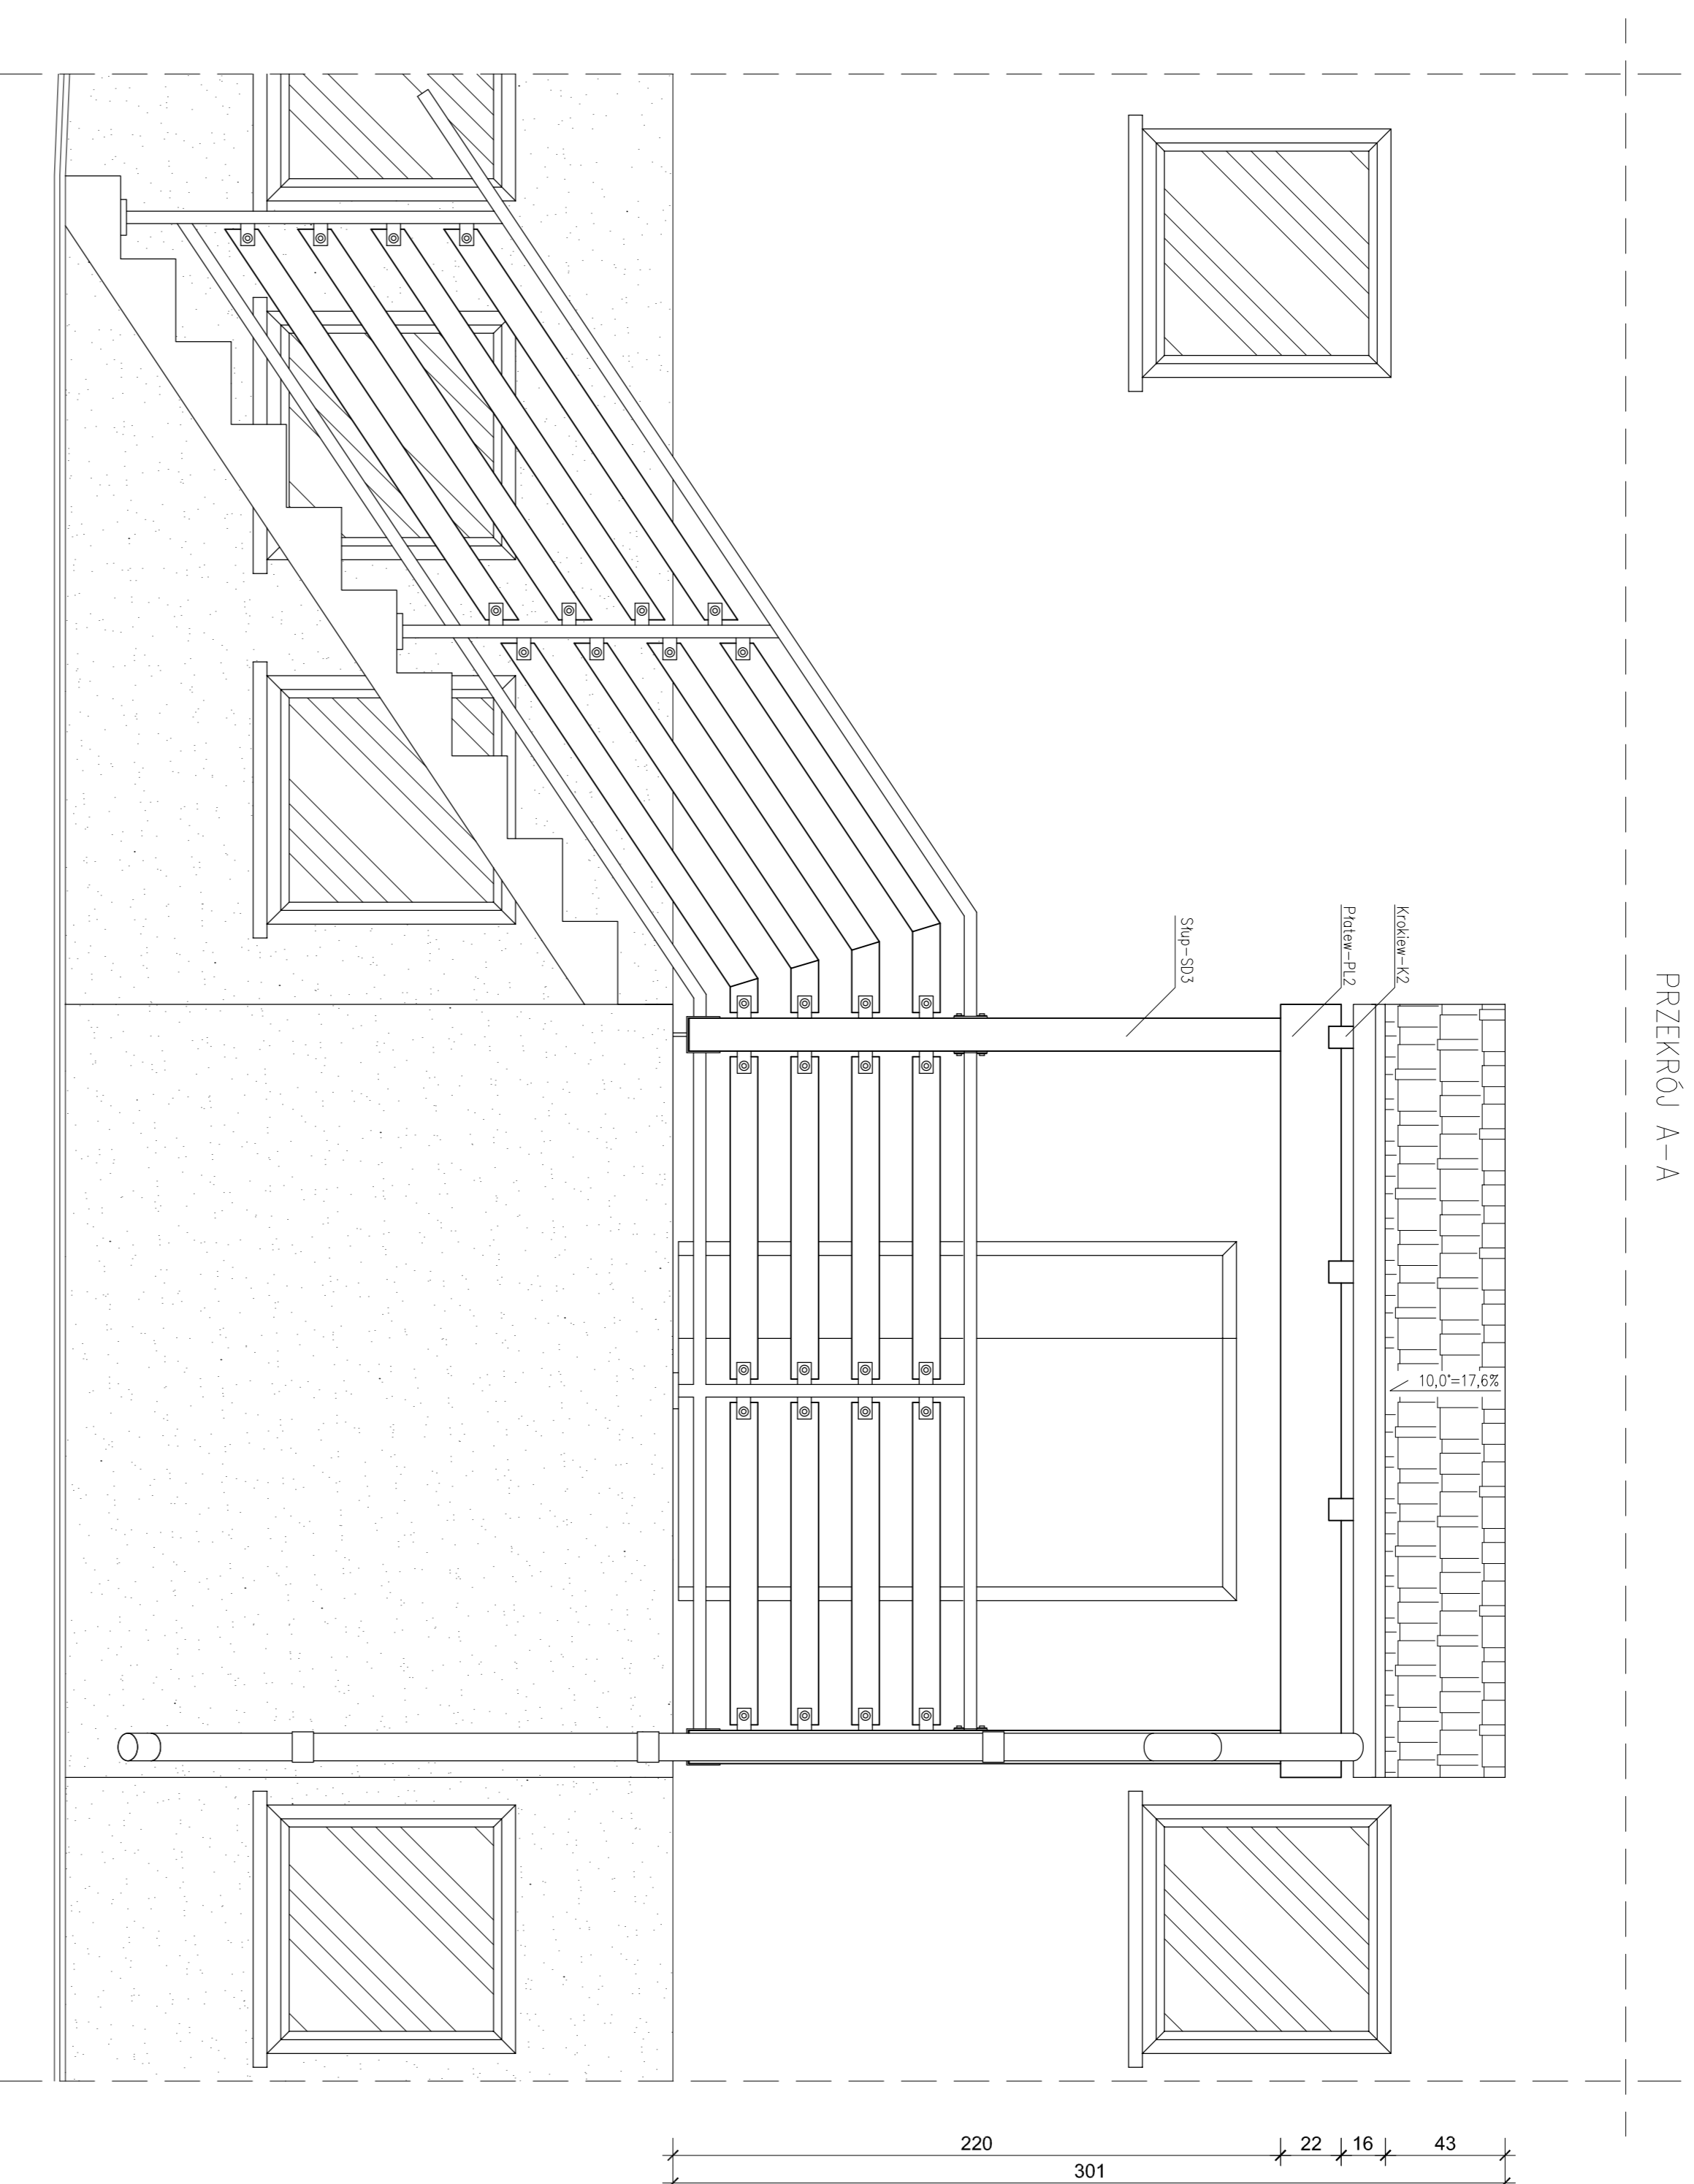 PRZEKRÓJ A-A
Krokiew-K2
Płatew-PL2
Słup-SD3
10,0°=17,6%
220
22
16
43
301